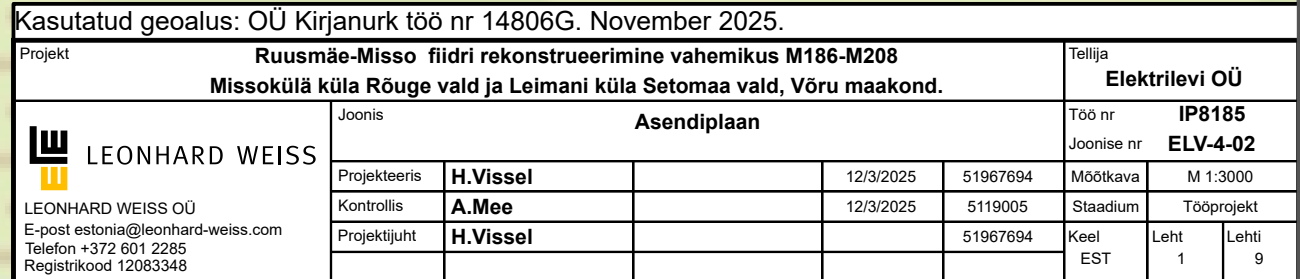 Kasutatud geoalus: OÜ Kirjanurk töö nr 14806G. November 2025.
Projekt
Ruusmäe-Misso fiidri rekonstrueerimine vahemikus M186-M208
Missokülä küla Rõuge vald ja Leimani küla Setomaa vald, Võru maakond.
Tellija
Elektrilevi OÜ
LEONHARD WEISS
LEONHARD WEISS OÜ
E-post estonia@leonhard-weiss.com
Telefon +372 601 2285
Registrikood 12083348
Joonis
Asendiplaan
Töö nr IP8185
Joonise nr ELV-4-02
Projekteeris H.Vissel 12/3/2025 51967694 Mõõtkava M 1:3000
Kontrollis A.Mee 12/3/2025 5119005 Staadium Tööprojekt
Projektijuht H.Vissel 51967694 Keel Leht Lehti
EST 1 9